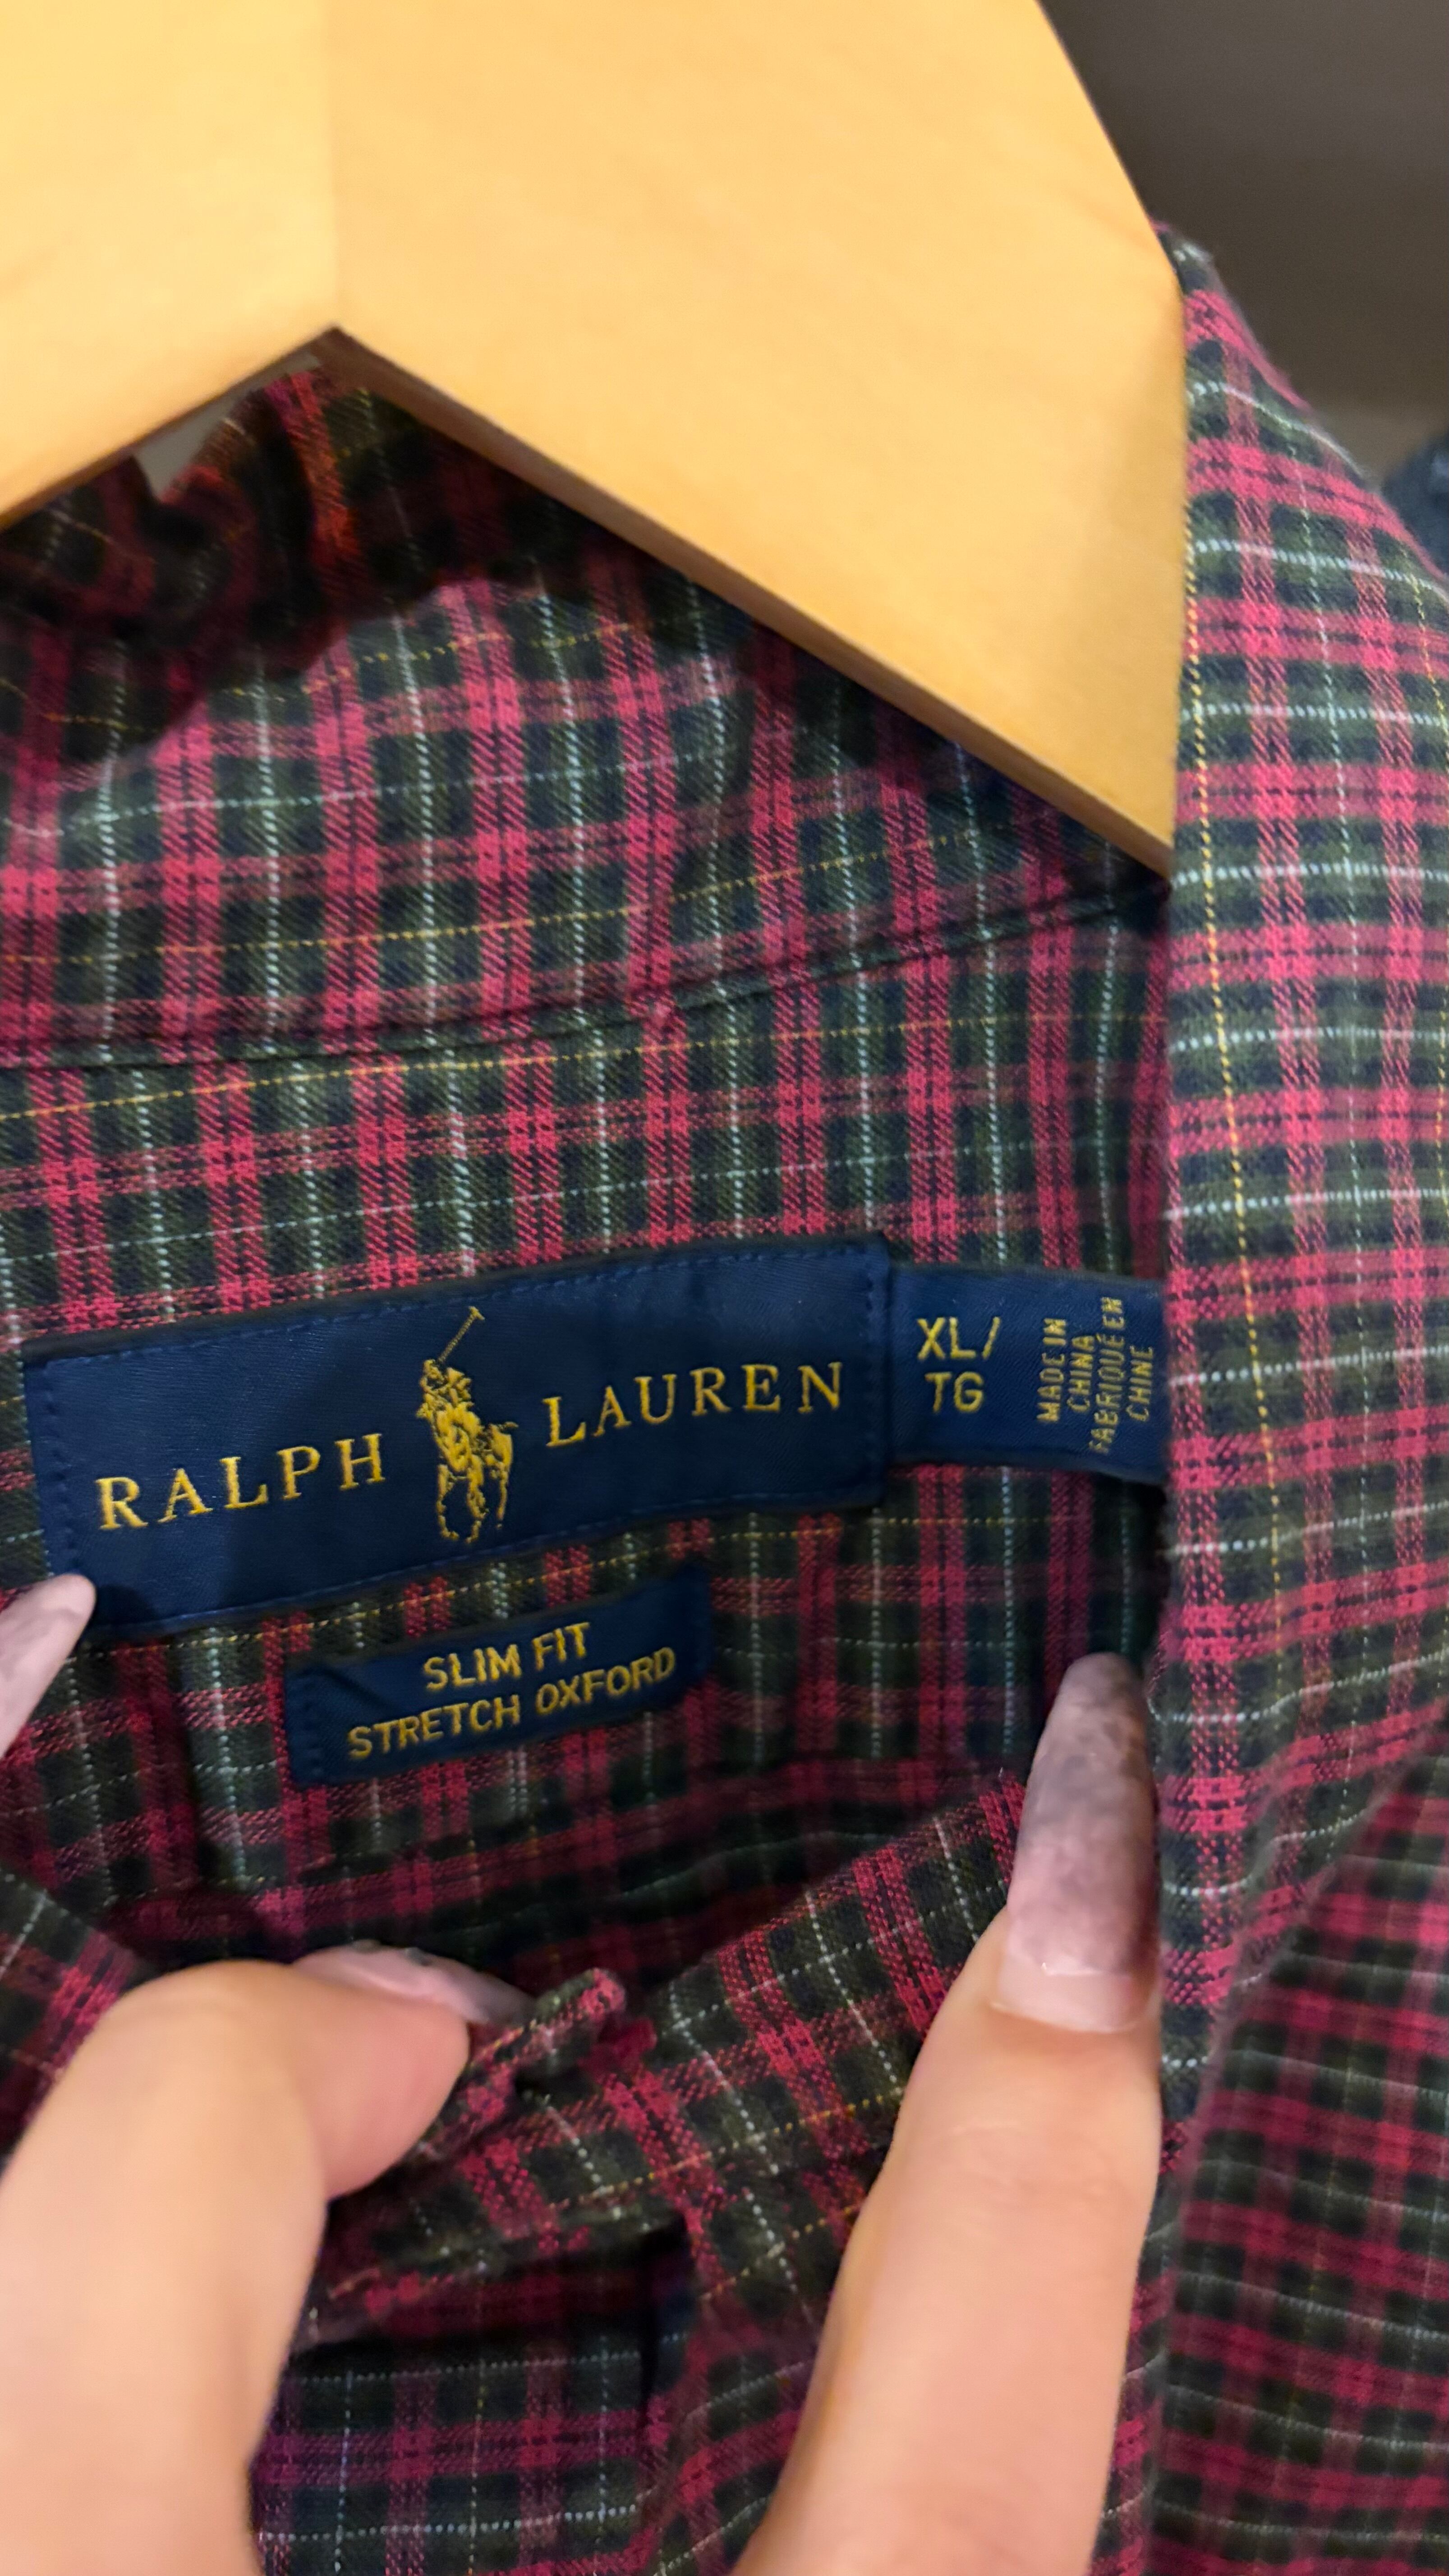 RALPH LAUREN
XL/
TG
MADE IN
CHINA
FABRIQUÉ EN
CHINE
SLIM FIT
STRETCH OXFORD